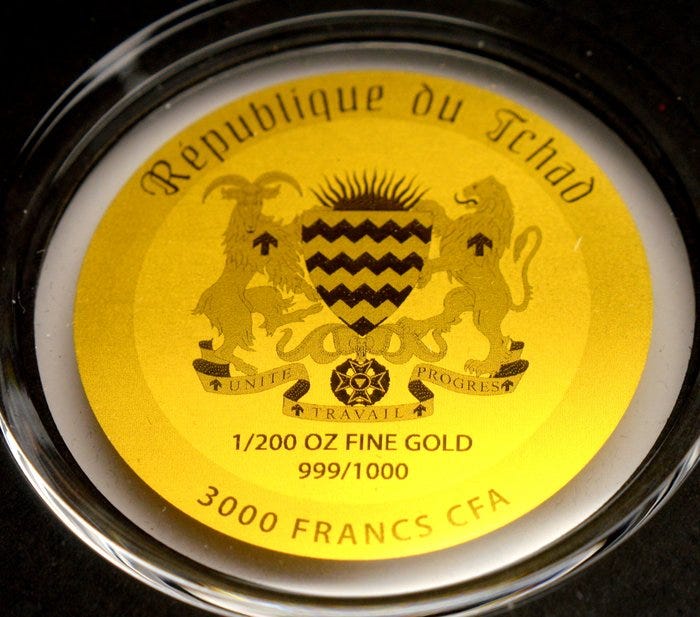 République du Tchad
UNITE
PROGRES
TRAVAIL
1/200 OZ FINE GOLD
999/1000
3000 FRANCS CFA